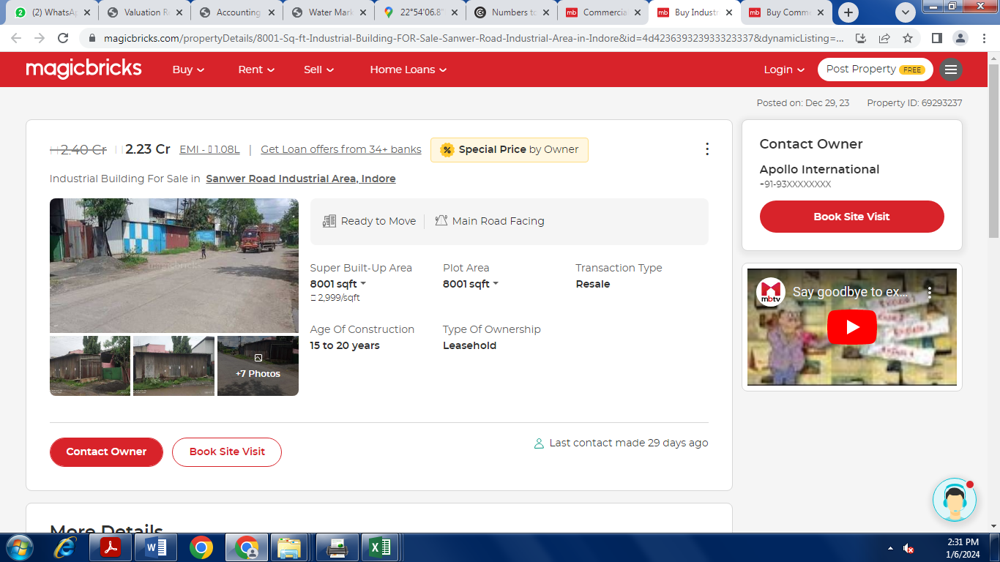 (2) WhatsAp
Valuation Re
Accounting
Water Mark
22°54'06.8"
Numbers to
Commercia
Buy Industr
Buy Comme
magicbricks.com/propertyDetails/8001-Sq-ft-Industrial-Building-FOR-Sale-Sanwer-Road-Industrial-Area-in-Indore&id=4d423639323933323337&dynamicListing=...
magicbricks
Buy
Rent
Sell
Home Loans
Login
Post Property FREE
Posted on: Dec 29, 23 Property ID: 69293237
2.40 Cr 2.23 Cr EMI - 1.08L | Get Loan offers from 34+ banks
% Special Price by Owner
Industrial Building For Sale in Sanwer Road Industrial Area, Indore
magicbricks
+7 Photos
Ready to Move
Main Road Facing
Super Built-Up Area
8001 sqft
2,999/sqft
Plot Area
8001 sqft
Transaction Type
Resale
Age Of Construction
15 to 20 years
Type Of Ownership
Leasehold
Contact Owner
Book Site Visit
Last contact made 29 days ago
More Details
Contact Owner
Apollo International
+91-93XXXXXXXX
Book Site Visit
mbtv
Say goodbye to ex...
2:31 PM
1/6/2024